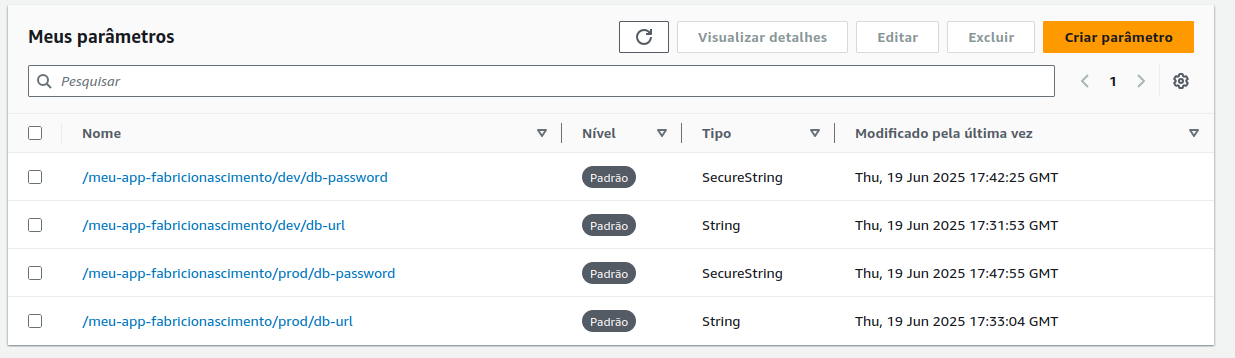 Meus parâmetros
Visualizar detalhes
Editar
Excluir
Criar parâmetro
Pesquisar
1
Nome Nível Tipo Modificado pela última vez
/meu-app-fabricionascimento/dev/db-password Padrão SecureString Thu, 19 Jun 2025 17:42:25 GMT
/meu-app-fabricionascimento/dev/db-url Padrão String Thu, 19 Jun 2025 17:31:53 GMT
/meu-app-fabricionascimento/prod/db-password Padrão SecureString Thu, 19 Jun 2025 17:47:55 GMT
/meu-app-fabricionascimento/prod/db-url Padrão String Thu, 19 Jun 2025 17:33:04 GMT